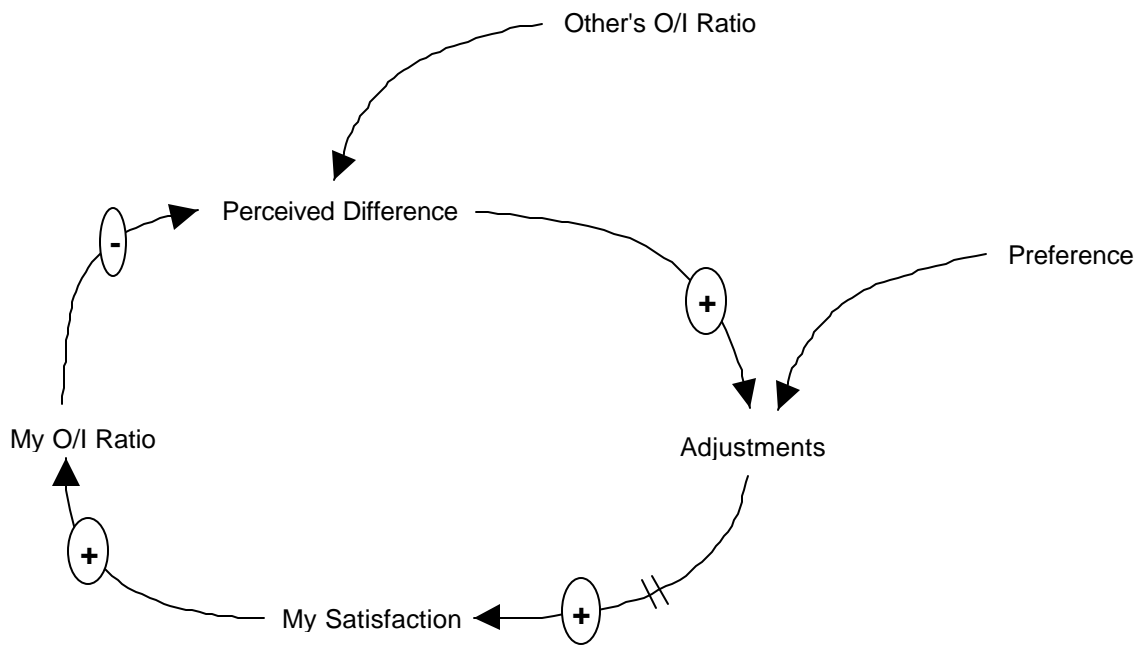 Other's O/I Ratio
Perceived Difference
-
Preference
+
My O/I Ratio
Adjustments
+
My Satisfaction
+